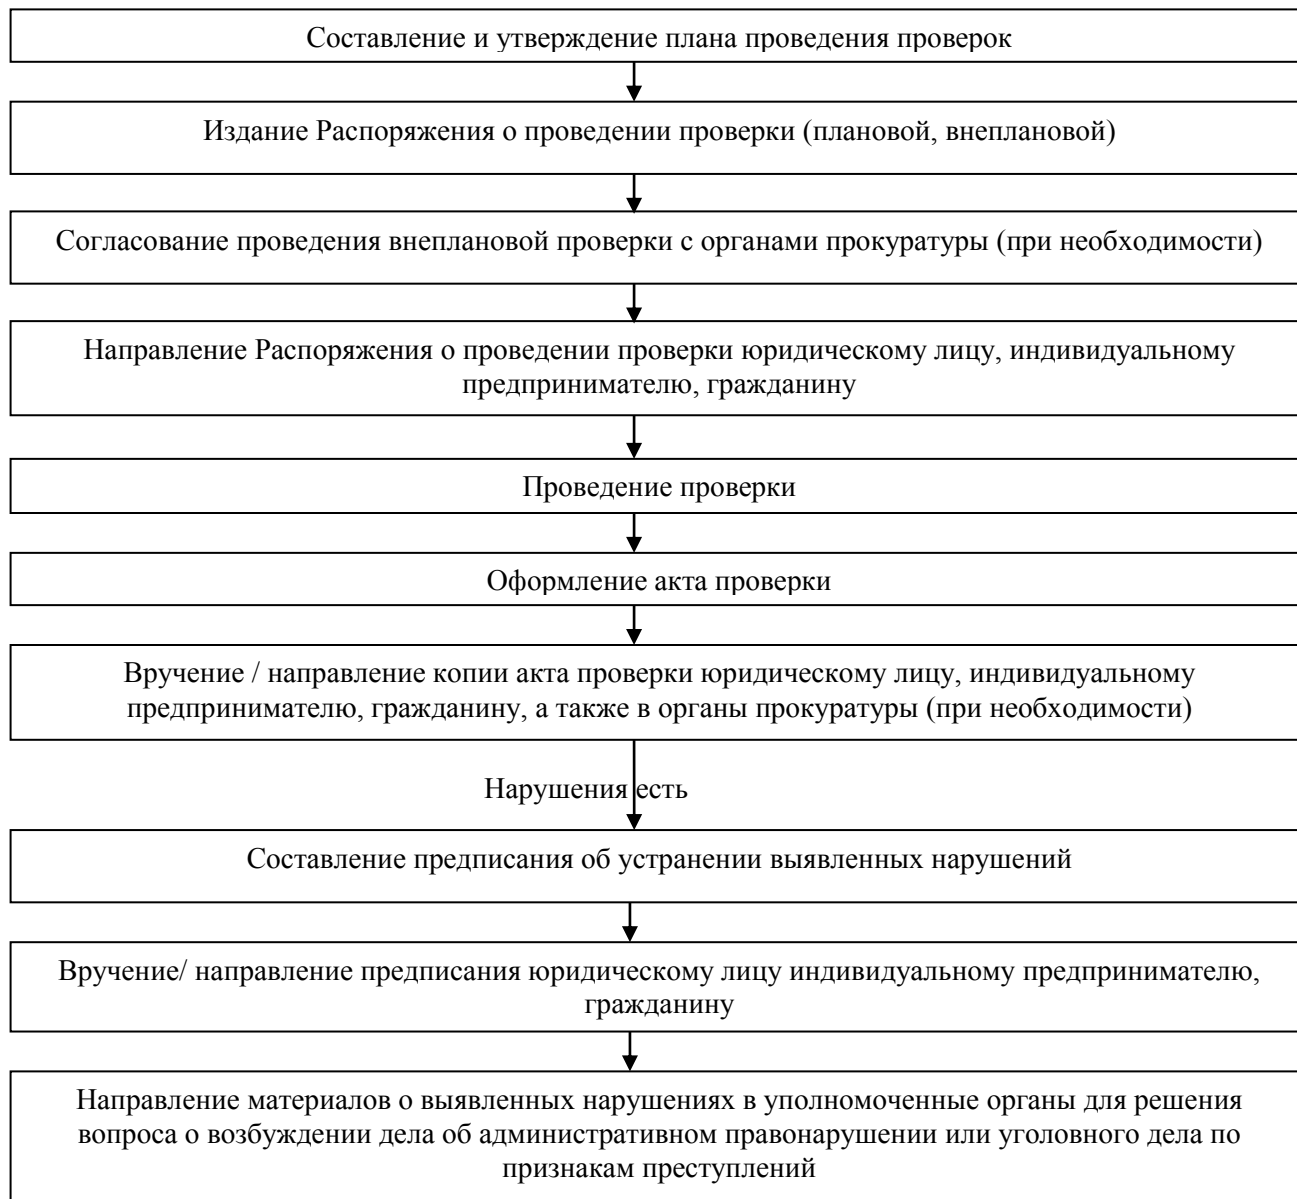 Составление и утверждение плана проведения проверок
Издание Распоряжения о проведении проверки (плановой, внеплановой)
Согласование проведения внеплановой проверки с органами прокуратуры (при необходимости)
Направление Распоряжения о проведении проверки юридическому лицу, индивидуальному
предпринимателю, гражданину
Проведение проверки
Оформление акта проверки
Вручение / направление копии акта проверки юридическому лицу, индивидуальному
предпринимателю, гражданину, а также в органы прокуратуры (при необходимости)
Нарушения есть
Составление предписания об устранении выявленных нарушений
Вручение/ направление предписания юридическому лицу индивидуальному предпринимателю,
гражданину
Направление материалов о выявленных нарушениях в уполномоченные органы для решения
вопроса о возбуждении дела об административном правонарушении или уголовного дела по
признакам преступлений